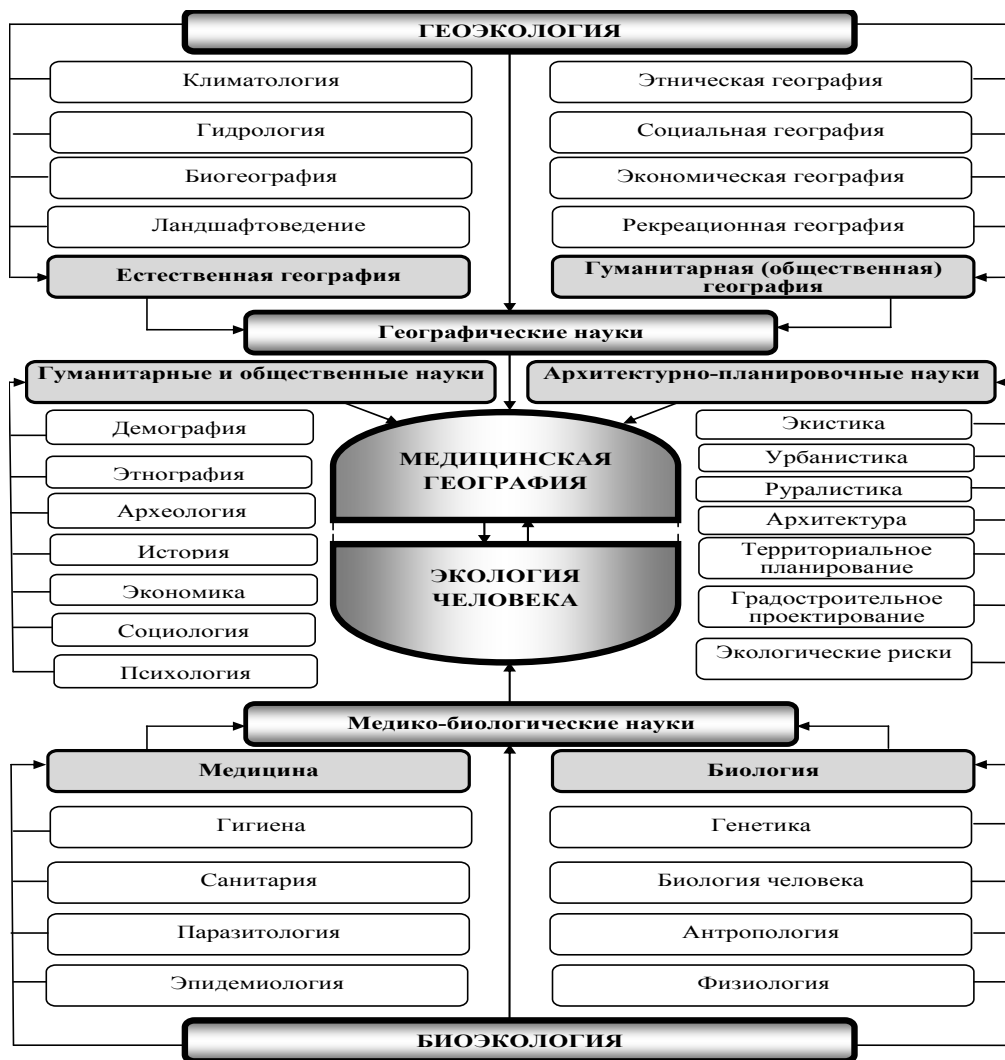 ГЕОЭКОЛОГИЯ
Климатология
Этническая география
Гидрология
Социальная география
Биогеография
Экономическая география
Ландшафтоведение
Рекреационная география
Естественная география
Гуманитарная (общественная)
география
Географические науки
Гуманитарные и общественные науки
Архитектурно-планировочные науки
Демография
Этнография
Археология
История
Экономика
Социология
Психология
МЕДИЦИНСКАЯ
ГЕОГРАФИЯ
ЭКОЛОГИЯ
ЧЕЛОВЕКА
Экистика
Урбанистика
Руралистика
Архитектура
Территориальное
планирование
Градостроительное
проектирование
Экологические риски
Медико-биологические науки
Медицина
Биология
Гигиена
Генетика
Санитария
Биология человека
Паразитология
Антропология
Эпидемиология
Физиология
БИОЭКОЛОГИЯ